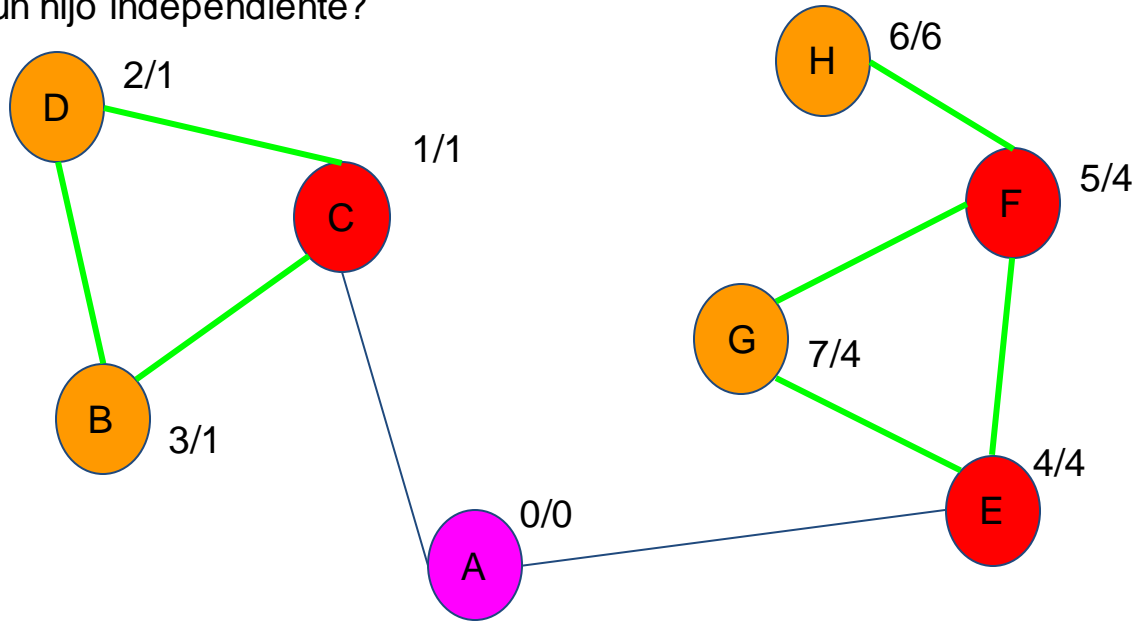 un hijo independiente?
H
6/6
2/1
D
1/1
5/4
F
C
G
7/4
B
3/1
4/4
E
0/0
A